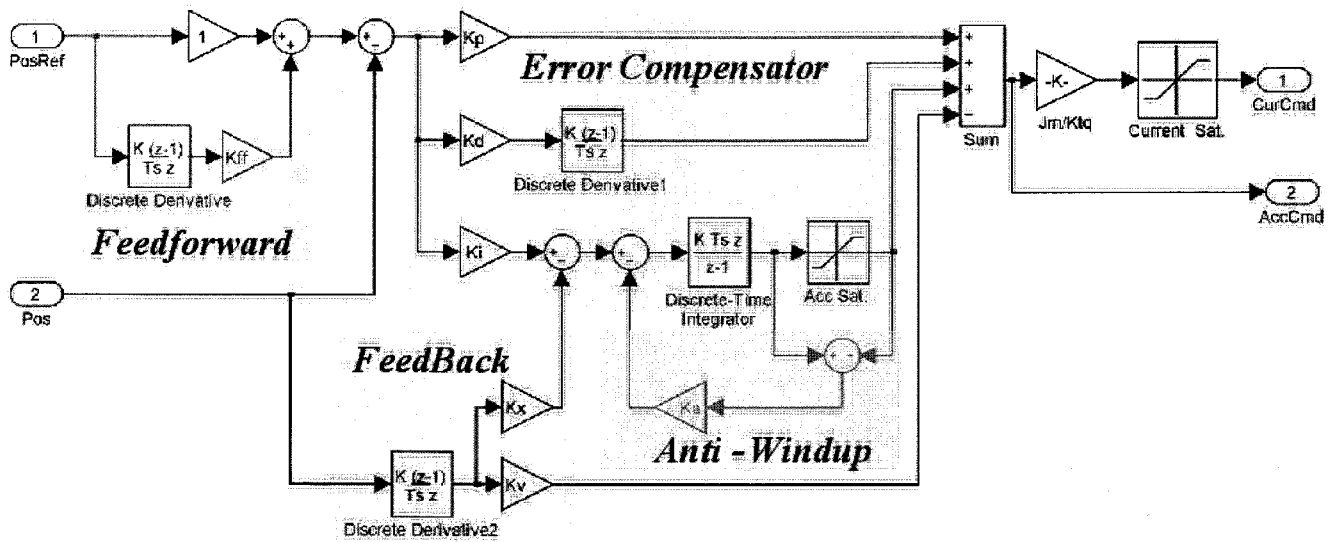 1
PosRef
1
+
+
+
-
Kp
Error Compensator
+
+
+
-
Sum
-K-
Jm/Ktq
Current Sat.
1
CurCmd
K (z-1)
Ts z
Discrete Derivative
Kff
Kd
K (z-1)
Ts z
Discrete Derivative1
2
AccCmd
Feedforward
Ki
+
-
+
-
K Ts z
z-1
Discrete-Time
Integrator
Acc Sat.
2
Pos
FeedBack
Kx
Anti - Windup
K (z-1)
Ts z
Discrete Derivative2
Kv